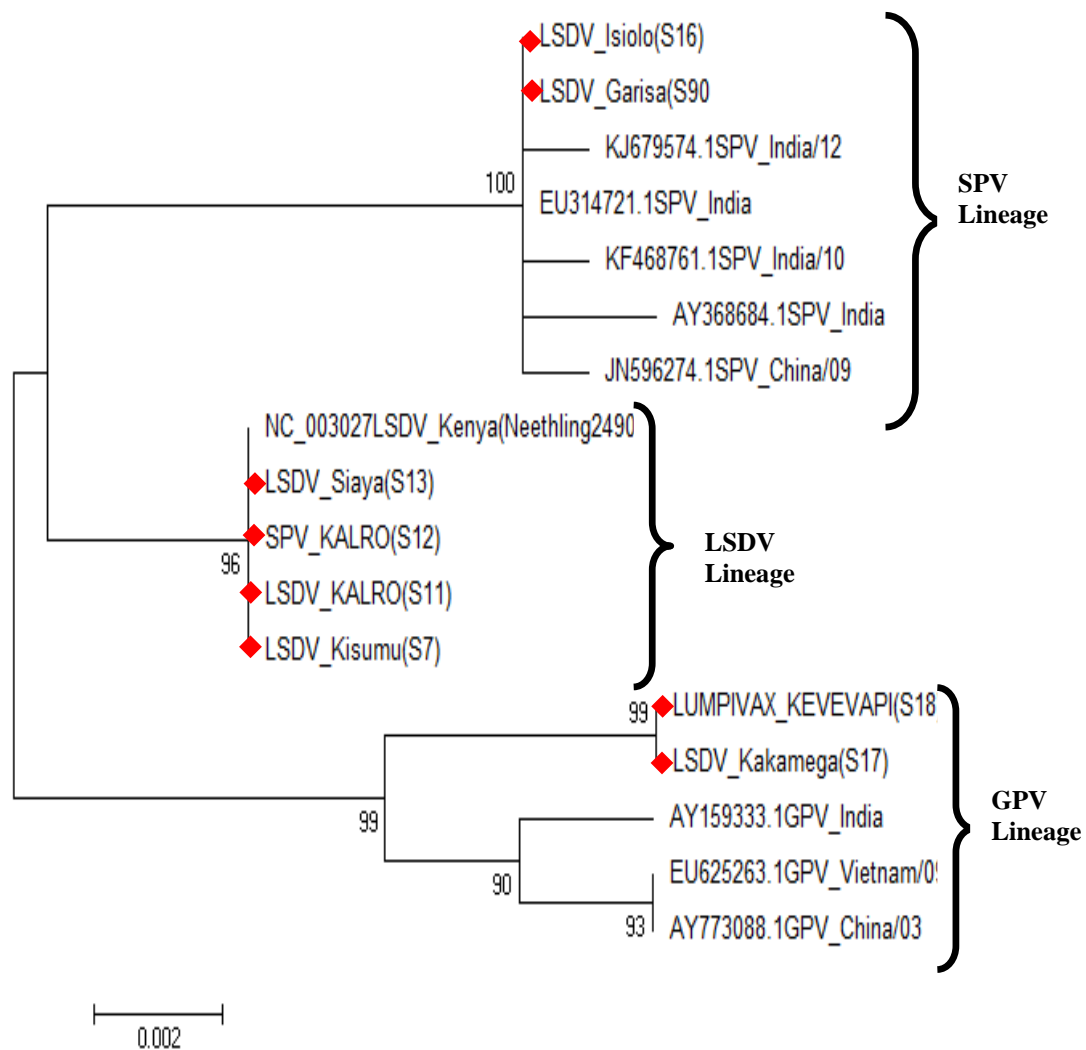 LSDV_Isiolo(S16)
LSDV_Garisa(S90
KJ679574.1SPV_India/12
100
EU314721.1SPV_India
KF468761.1SPV_India/10
AY368684.1SPV_India
JN596274.1SPV_China/09
SPV
Lineage
NC_003027LSDV_Kenya(Neethling2490
LSDV_Siaya(S13)
SPV_KALRO(S12)
96
LSDV_KALRO(S11)
LSDV_Kisumu(S7)
LSDV
Lineage
99
LUMPIVAX_KEVEVAPI(S18
LSDV_Kakamega(S17)
99
AY159333.1GPV_India
90
EU625263.1GPV_Vietnam/0
93
AY773088.1GPV_China/03
GPV
Lineage
0.002